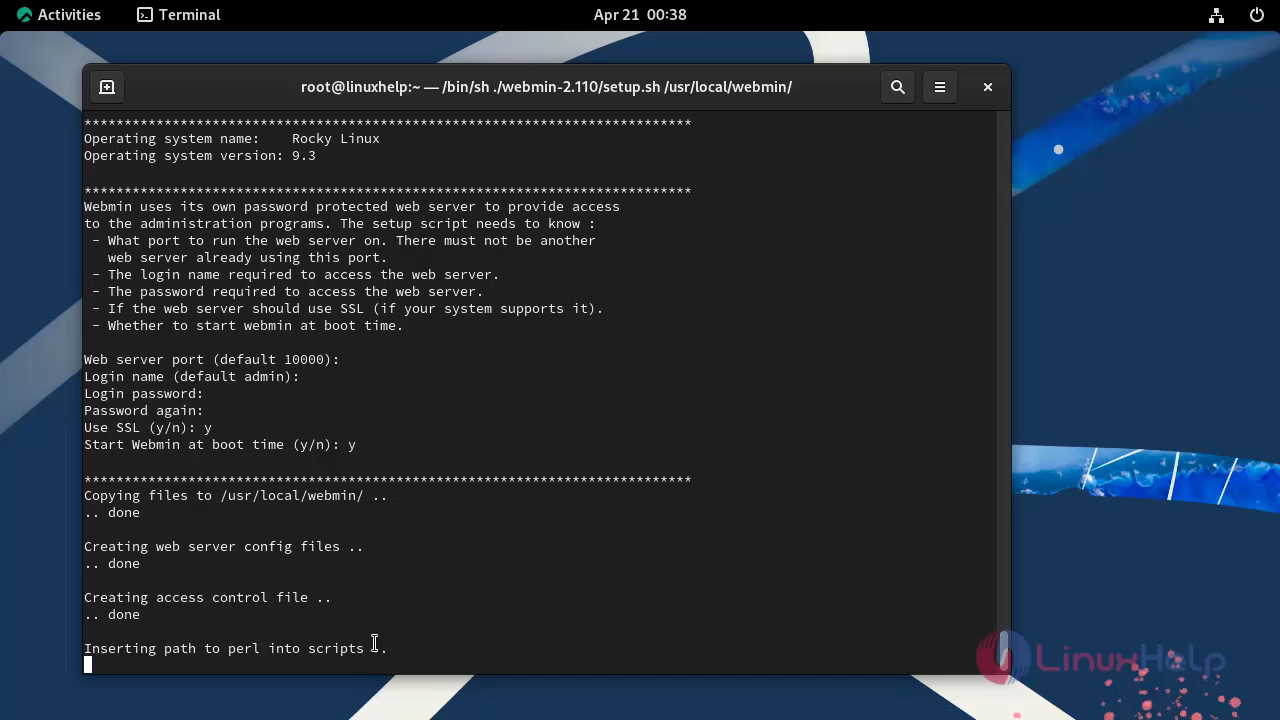 Activities
Terminal
Apr 21 00:38
root@linuxhelp:~ — /bin/sh ./webmin-2.110/setup.sh /usr/local/webmin/
****************************************************************************
Operating system name:    Rocky Linux
Operating system version: 9.3
****************************************************************************
Webmin uses its own password protected web server to provide access
to the administration programs. The setup script needs to know :
- What port to run the web server on. There must not be another
web server already using this port.
- The login name required to access the web server.
- The password required to access the web server.
- If the web server should use SSL (if your system supports it).
- Whether to start webmin at boot time.
Web server port (default 10000):
Login name (default admin):
Login password:
Password again:
Use SSL (y/n): y
Start Webmin at boot time (y/n): y
****************************************************************************
Copying files to /usr/local/webmin/ ..
.. done
Creating web server config files ..
.. done
Creating access control file ..
.. done
Inserting path to perl into scripts ..
LinuxHelp